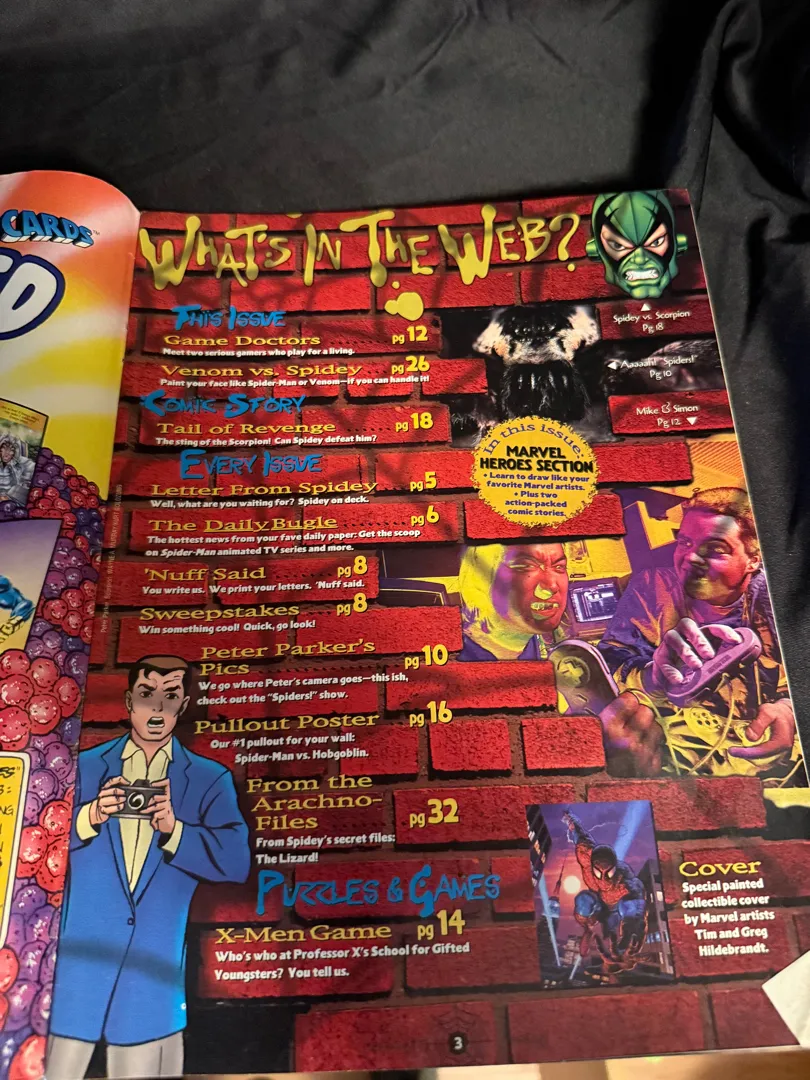 CARDS™
WHAT'S IN THE WEB?
THIS ISSUE
Game Doctors pg 12
Meet two serious gamers who play for a living.
Venom vs. Spidey pg 26
Paint your face like Spider-Man or Venom—if you can handle it!
COMIC STORY
Tail of Revenge pg 18
The sting of the Scorpion! Can Spidey defeat him?
EVERY ISSUE
Letter From Spidey pg 5
Well, what are you waiting for? Spidey on deck.
The Daily Bugle pg 6
The hottest news from your fave daily paper: Get the scoop
on Spider-Man animated TV series and more.
'Nuff Said pg 8
You write us. We print your letters. 'Nuff said.
Sweepstakes pg 8
Win something cool! Quick, go look!
Peter Parker's
Pics pg 10
We go where Peter's camera goes—this ish,
check out the "Spiders!" show.
Pullout Poster pg 16
Our #1 pullout for your wall:
Spider-Man vs. Hobgoblin.
From the
Arachno-
Files pg 32
From Spidey's secret files:
The Lizard!
PUZZLES & GAMES
X-Men Game pg 14
Who's who at Professor X's School for Gifted
Youngsters? You tell us.
Spidey vs. Scorpion
Pg 18
Aaaaah! Spiders!
Pg 10
Mike & Simon
Pg 12
In this issue:
MARVEL
HEROES SECTION
• Learn to draw like your
favorite Marvel artists.
• Plus two
action-packed
comic stories.
Cover
Special painted
collectible cover
by Marvel artists
Tim and Greg
Hildebrandt.
3